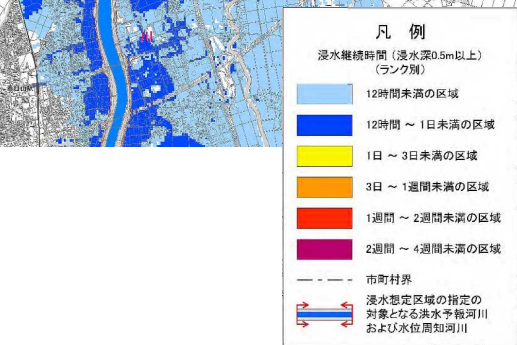 川
凡 例
浸水継続時間（浸水深0.5m以上）
（ランク別）
12時間未満の区域
12時間 ～ 1日未満の区域
1日 ～ 3日未満の区域
3日 ～ 1週間未満の区域
1週間 ～ 2週間未満の区域
2週間 ～ 4週間未満の区域
市町村界
浸水想定区域の指定の
対象となる洪水予報河川
および水位周知河川